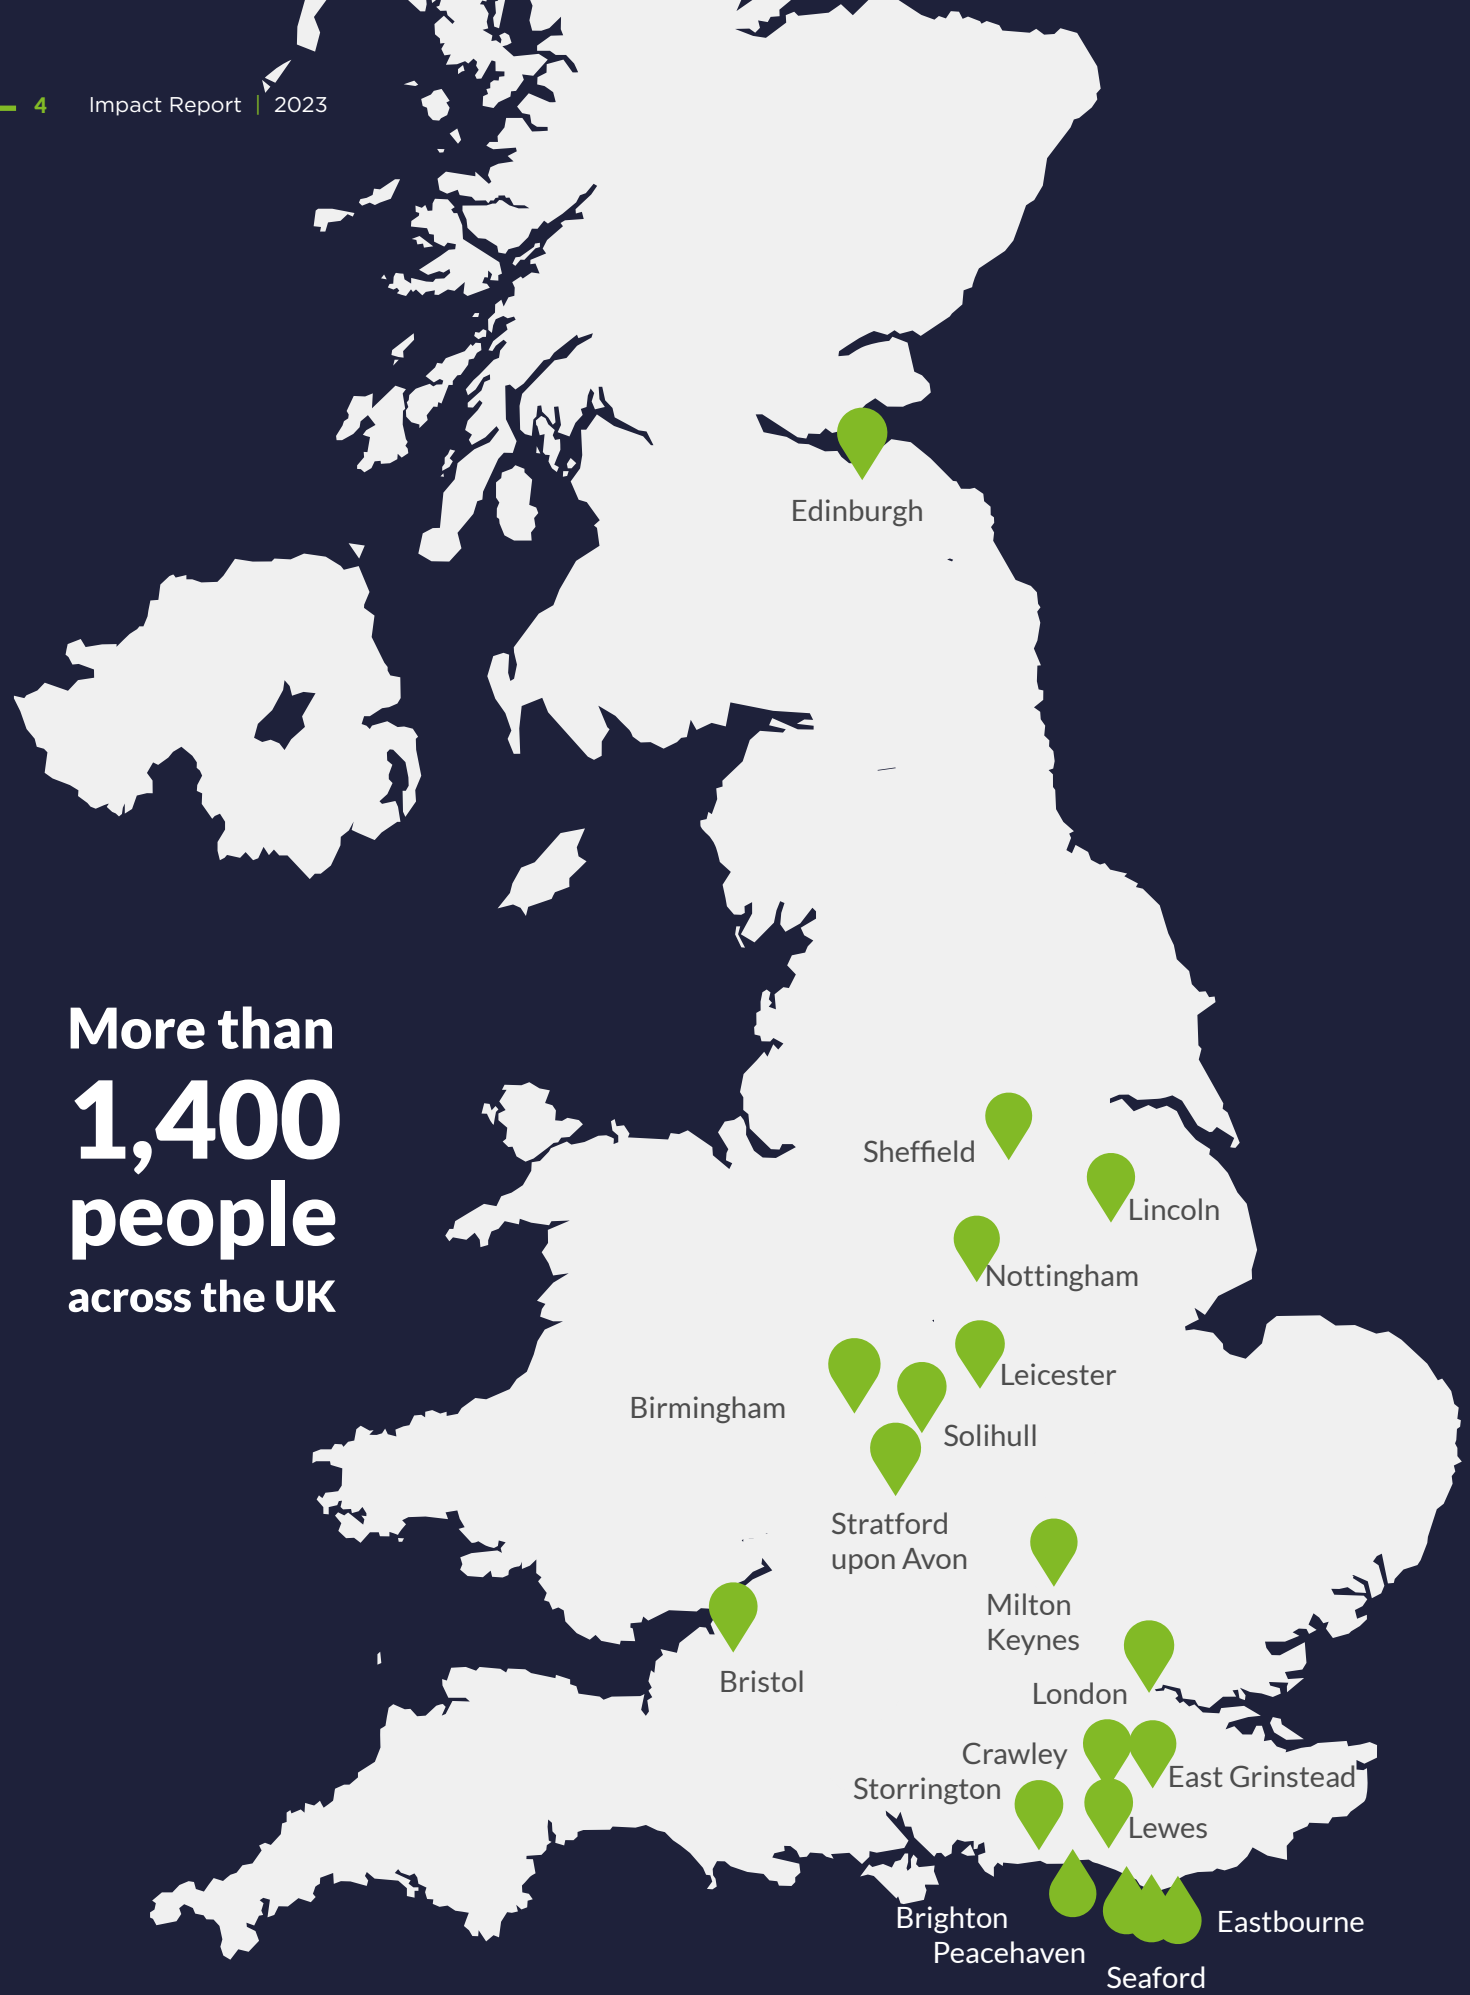 4 Impact Report | 2023
Edinburgh
More than
1,400
people
across the UK
Sheffield
Lincoln
Nottingham
Leicester
Birmingham
Solihull
Stratford
upon Avon
Milton
Keynes
Bristol
London
Crawley
East Grinstead
Storrington
Lewes
Brighton
Eastbourne
Peacehaven
Seaford